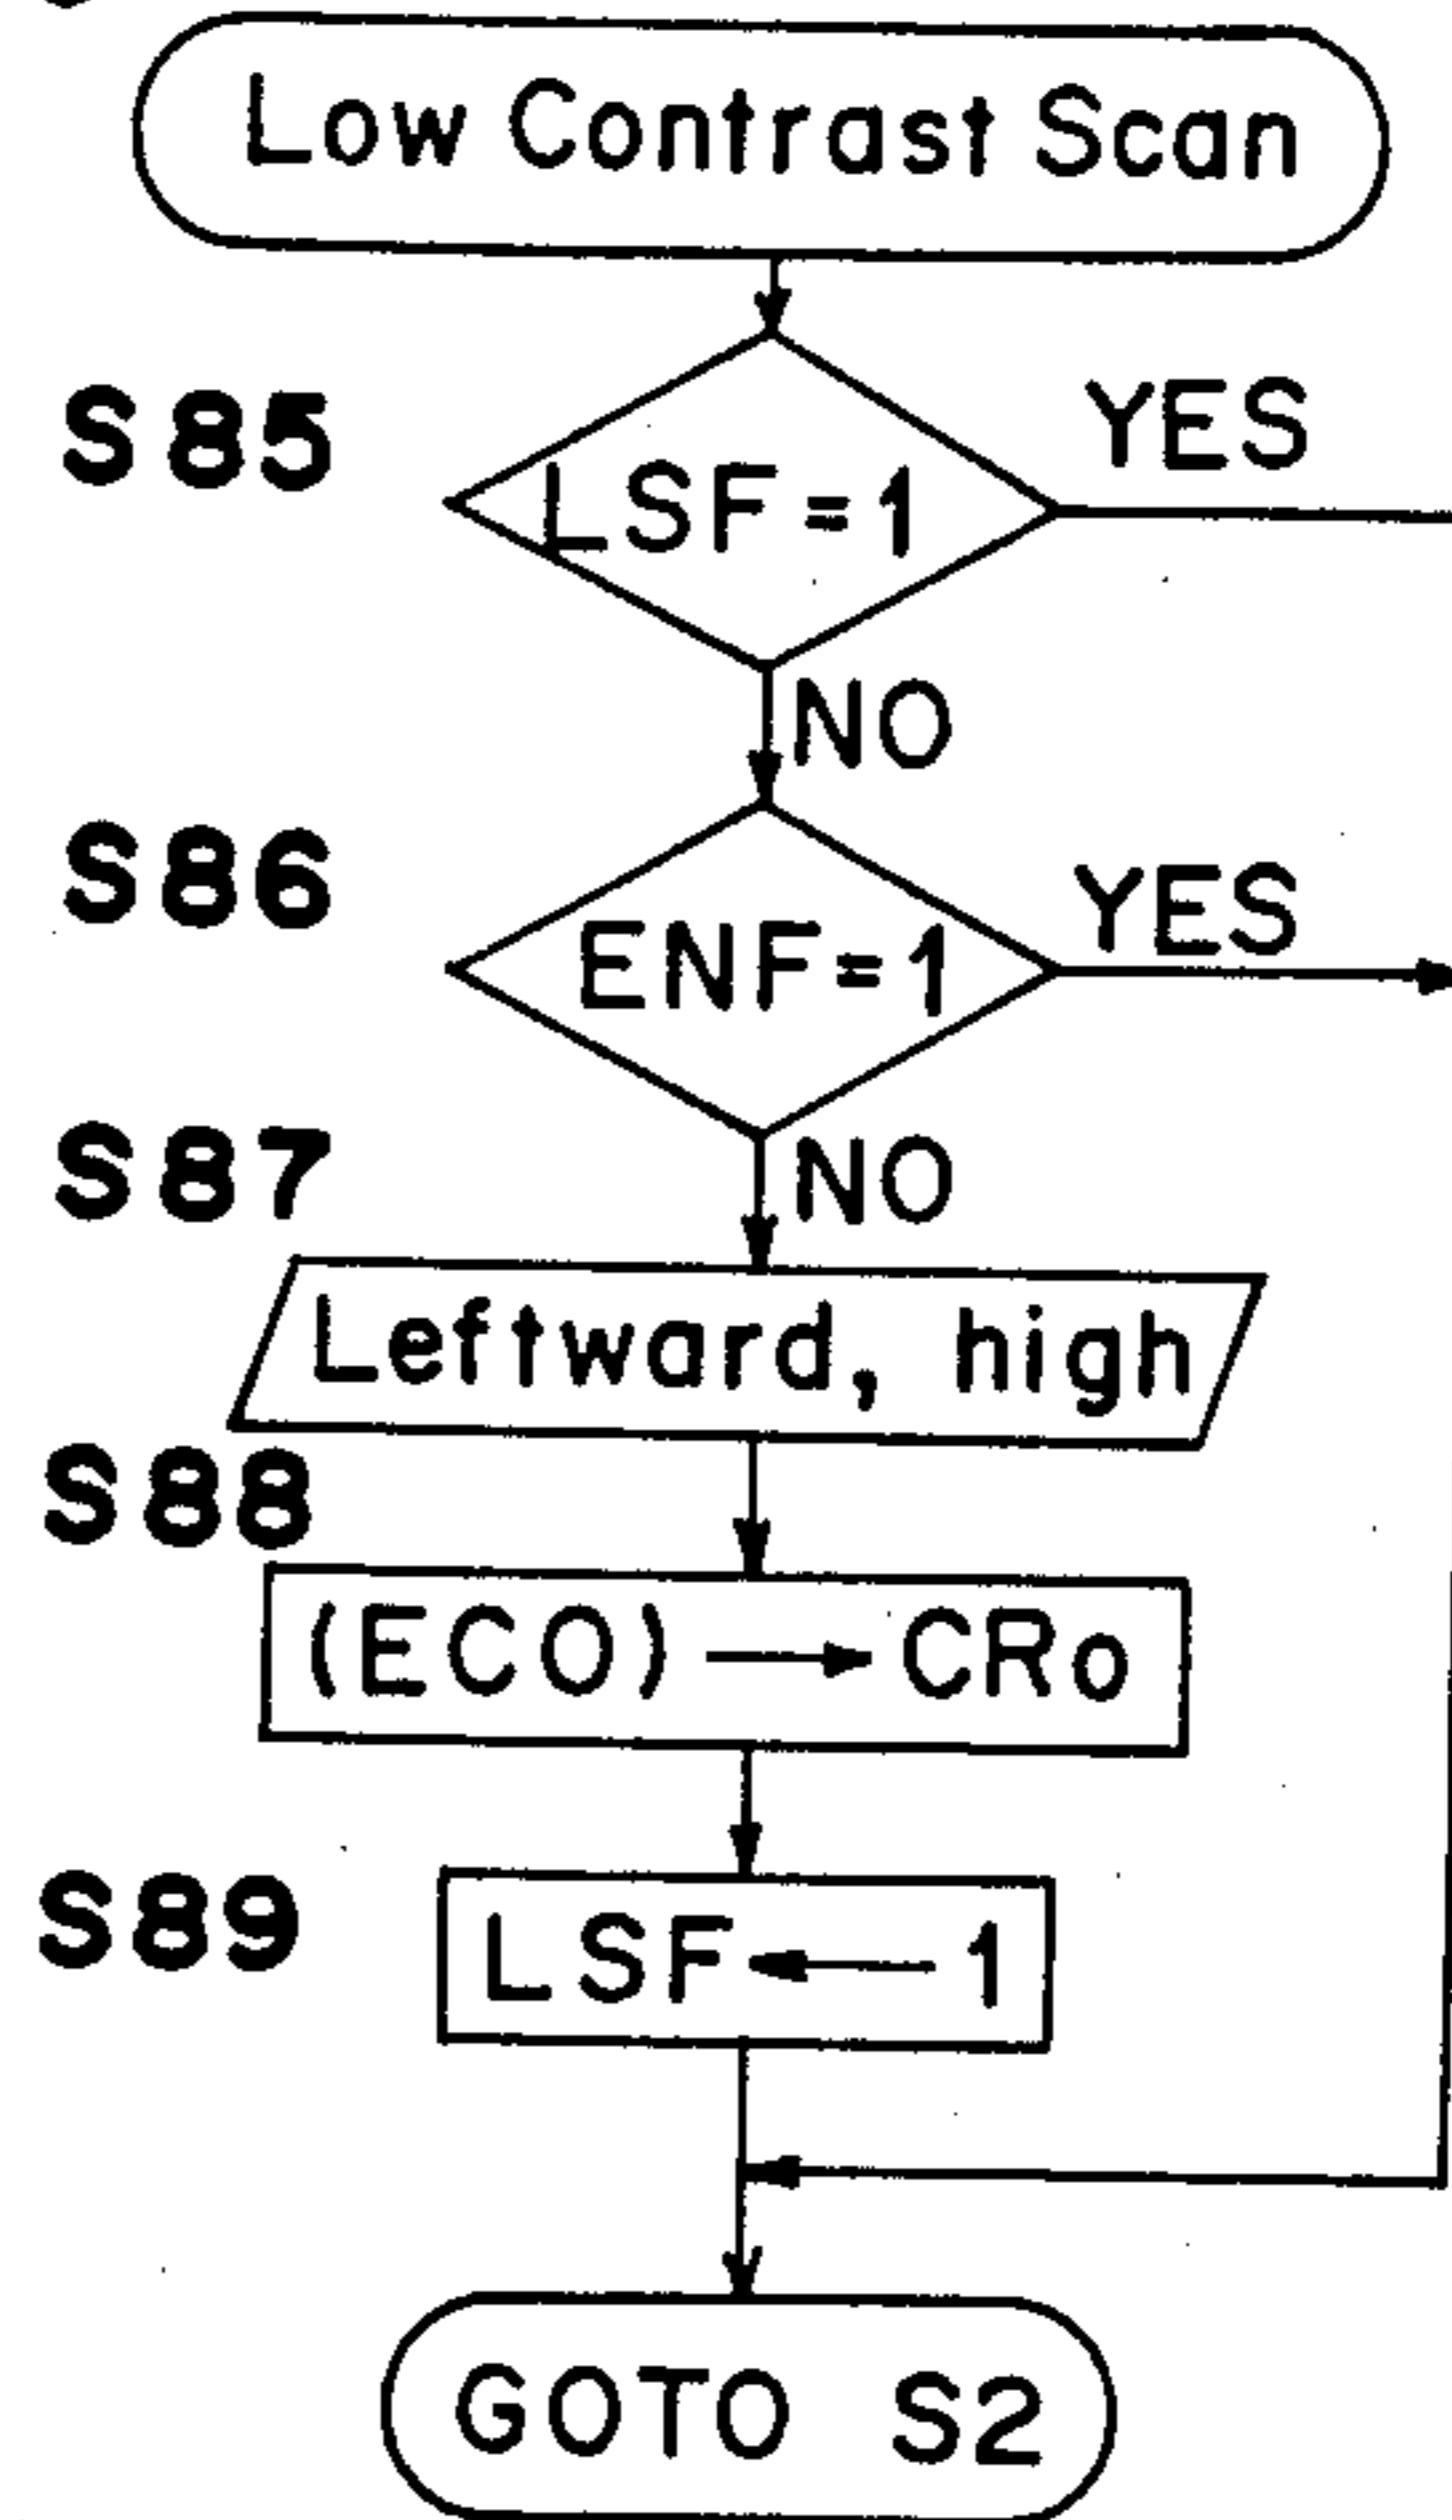 Low Contrast Scan
S85
LSF=1
YES
NO
S86
ENF=1
YES
S87
NO
Leftward, high
S88
(ECO)→CRo
S89
LSF←1
GOTO S2